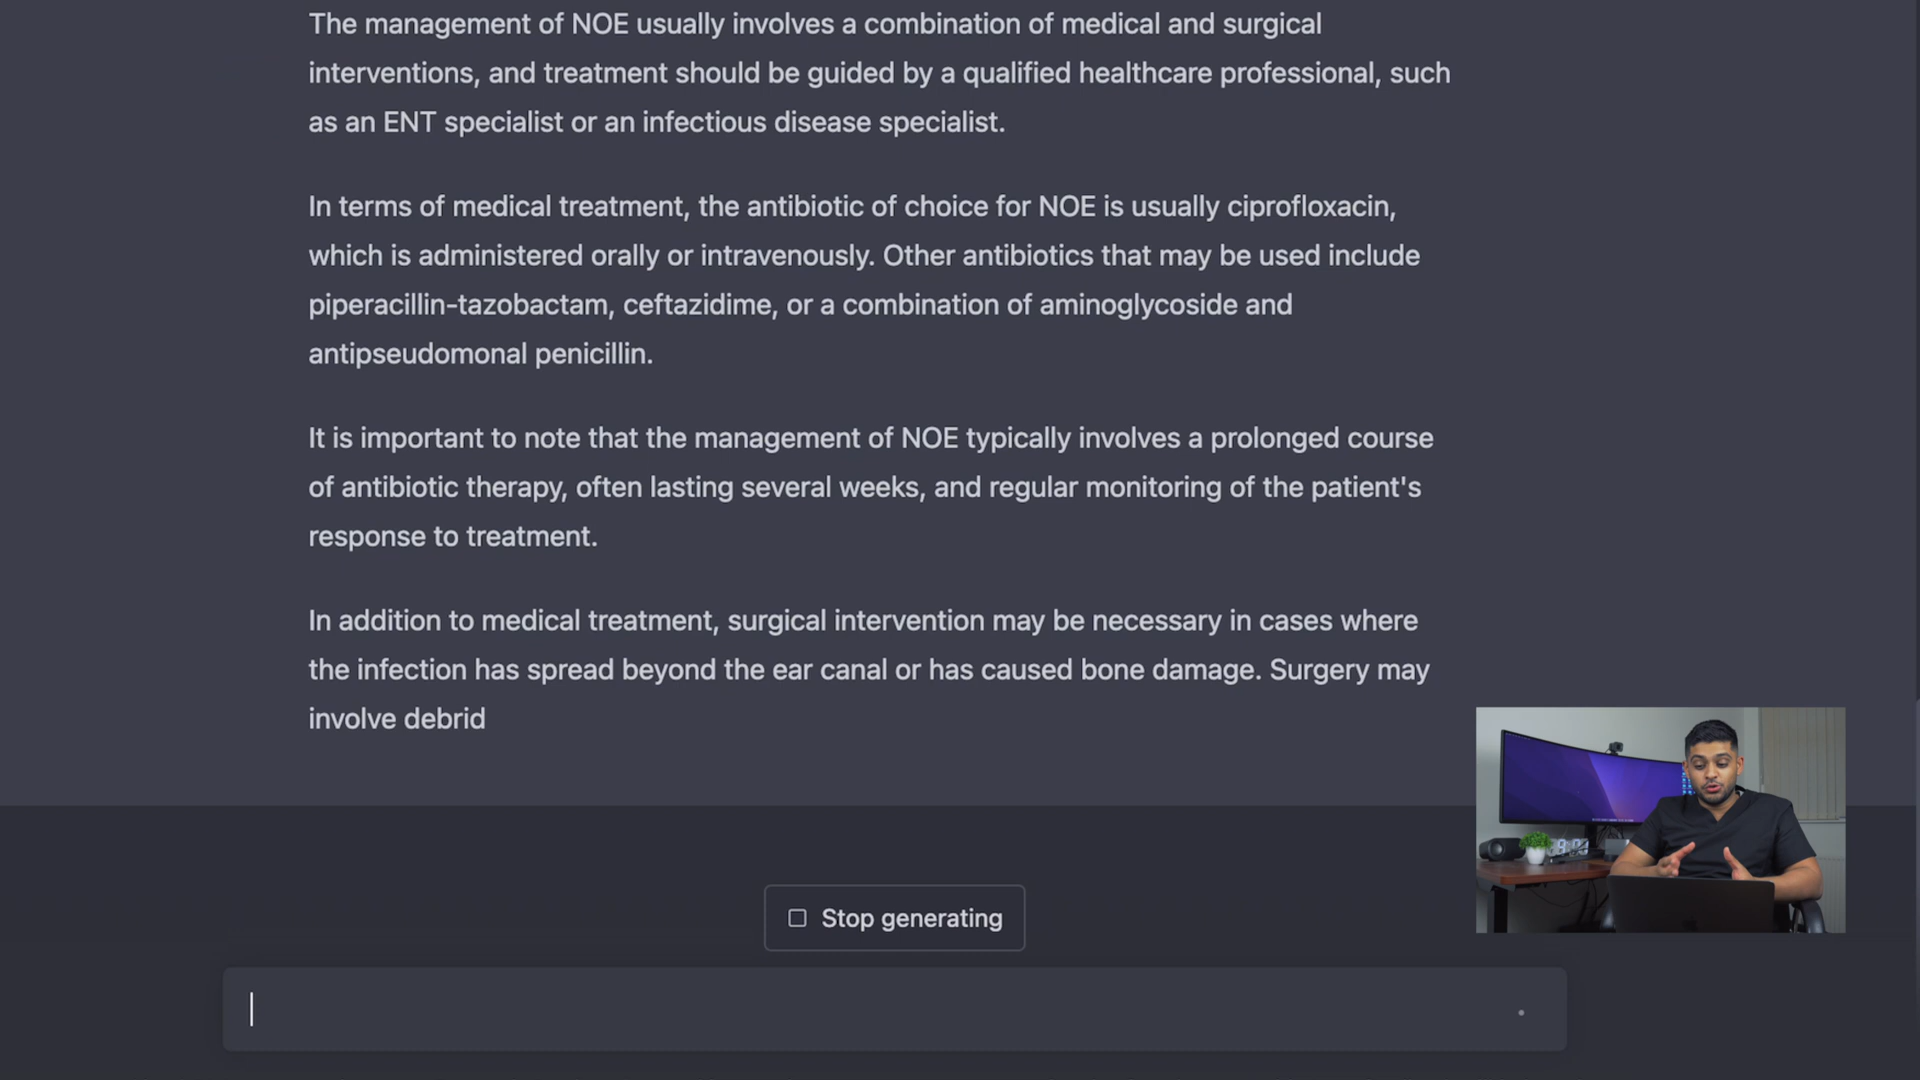 The management of NOE usually involves a combination of medical and surgical
interventions, and treatment should be guided by a qualified healthcare professional, such
as an ENT specialist or an infectious disease specialist.
In terms of medical treatment, the antibiotic of choice for NOE is usually ciprofloxacin,
which is administered orally or intravenously. Other antibiotics that may be used include
piperacillin-tazobactam, ceftazidime, or a combination of aminoglycoside and
antipseudomonal penicillin.
It is important to note that the management of NOE typically involves a prolonged course
of antibiotic therapy, often lasting several weeks, and regular monitoring of the patient's
response to treatment.
In addition to medical treatment, surgical intervention may be necessary in cases where
the infection has spread beyond the ear canal or has caused bone damage. Surgery may
involve debrid
Stop generating